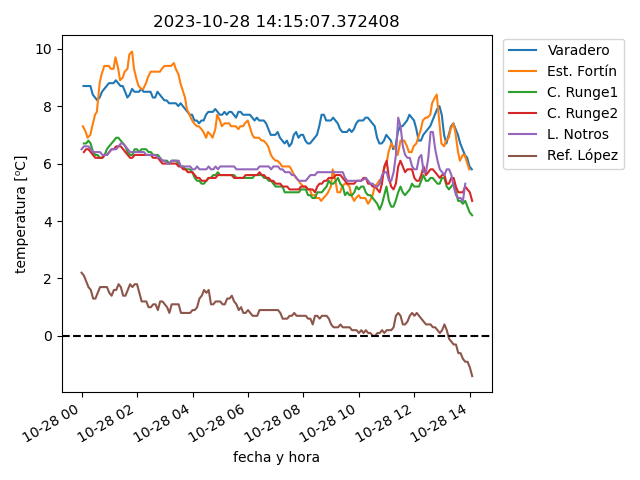 2023-10-28 14:15:07.372408
temperatura [ºC]
10
8
6
4
2
0
10-28 00
10-28 02
10-28 04
10-28 06
10-28 08
10-28 10
10-28 12
10-28 14
fecha y hora
Varadero
Est. Fortín
C. Runge1
C. Runge2
L. Notros
Ref. López